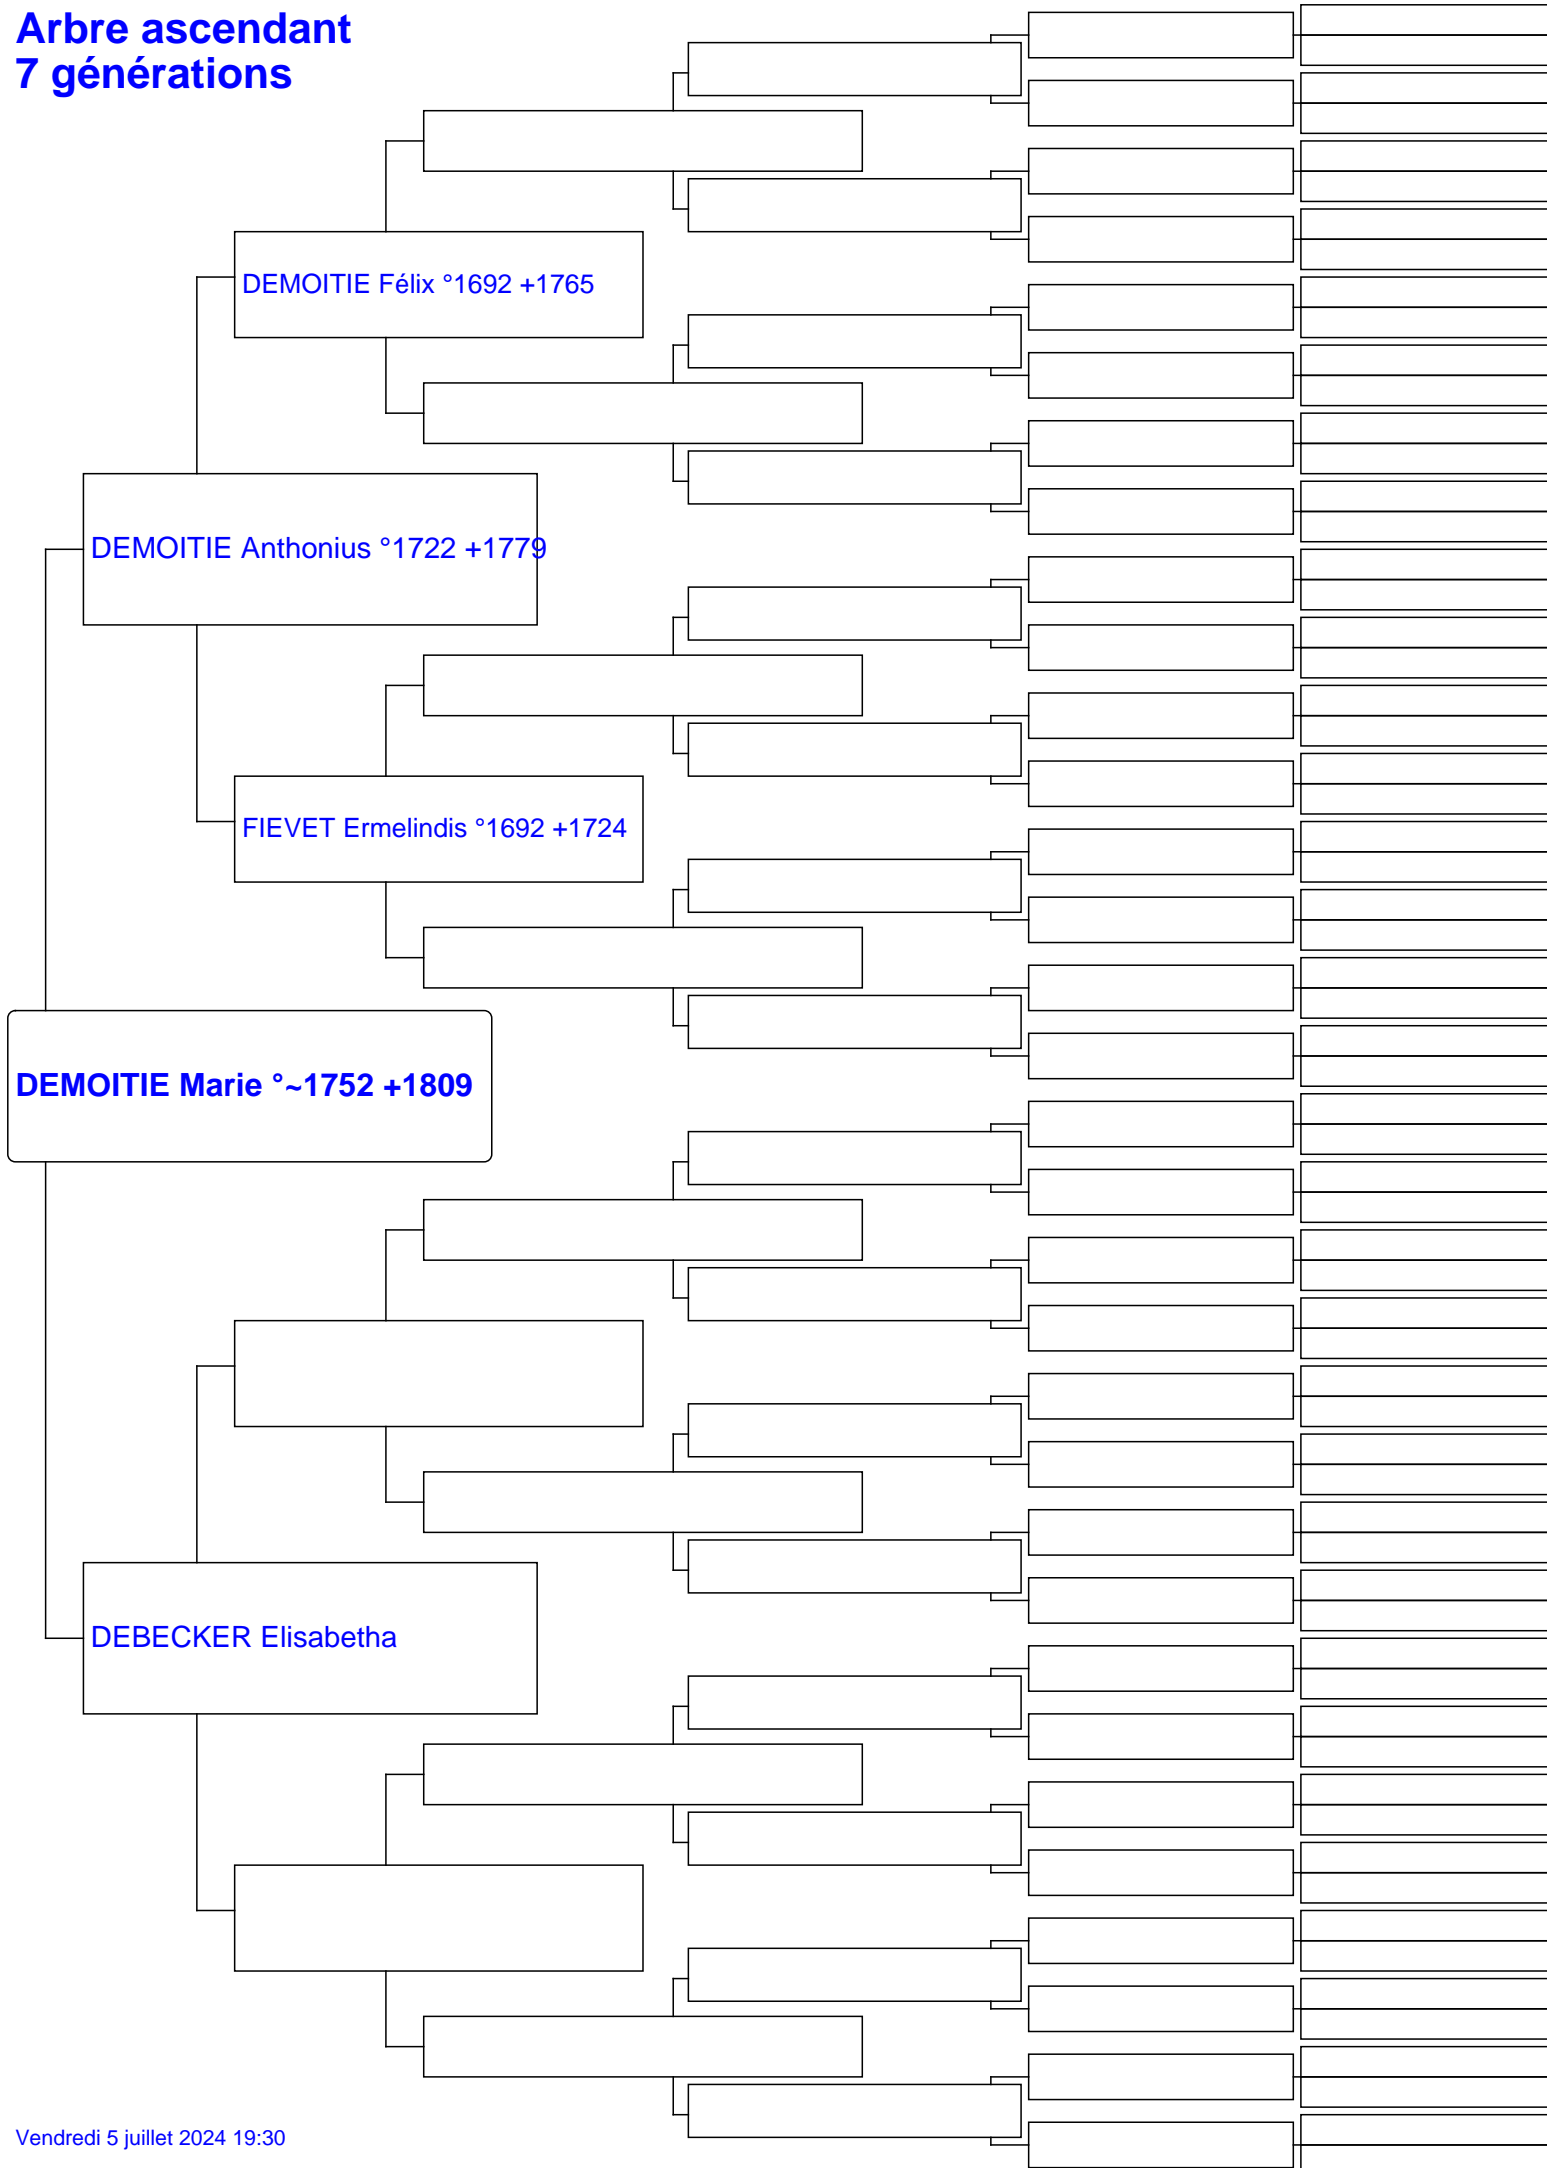 Arbre ascendant
7 générations
DEMOITIE Félix °1692 +1765
DEMOITIE Anthonius °1722 +1779
FIEVET Ermelindis °1692 +1724
DEMOITIE Marie °~1752 +1809
DEBECKER Elisabetha
Vendredi 5 juillet 2024 19:30